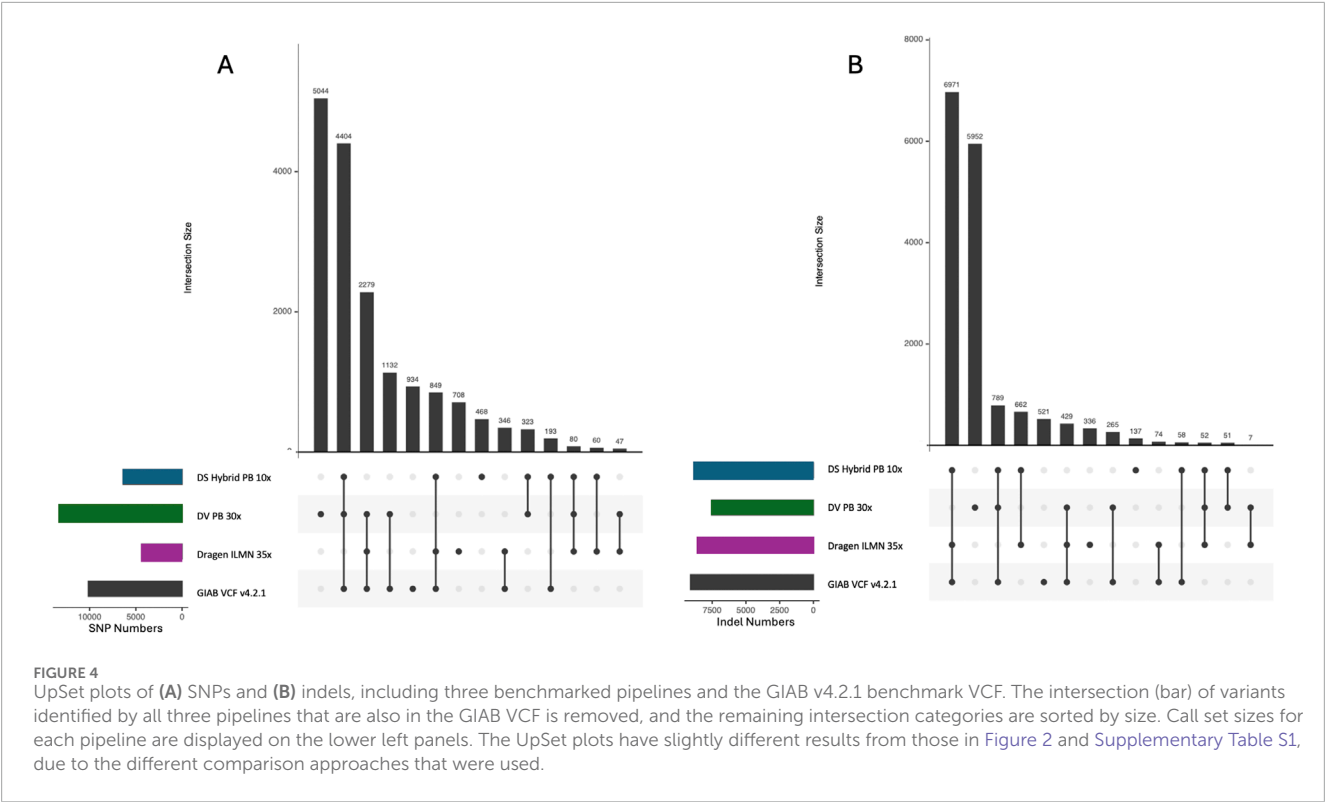 A
5044
4404
2279
1132
934
849
708
468
346
323
193
80
60
47
4000
2000
Intersection Size
DS Hybrid PB 10x
DV PB 30x
Dragen ILMN 35x
GIAB VCF v4.2.1
10000
5000
0
SNP Numbers
B
8000
6971
5952
789
662
521
429
336
265
137
74
58
52
51
7
6000
4000
2000
Intersection Size
DS Hybrid PB 10x
DV PB 30x
Dragen ILMN 35x
GIAB VCF v4.2.1
7500
5000
2500
0
Indel Numbers
FIGURE 4
UpSet plots of (A) SNPs and (B) indels, including three benchmarked pipelines and the GIAB v4.2.1 benchmark VCF. The intersection (bar) of variants
identified by all three pipelines that are also in the GIAB VCF is removed, and the remaining intersection categories are sorted by size. Call set sizes for
each pipeline are displayed on the lower left panels. The UpSet plots have slightly different results from those in Figure 2 and Supplementary Table S1,
due to the different comparison approaches that were used.